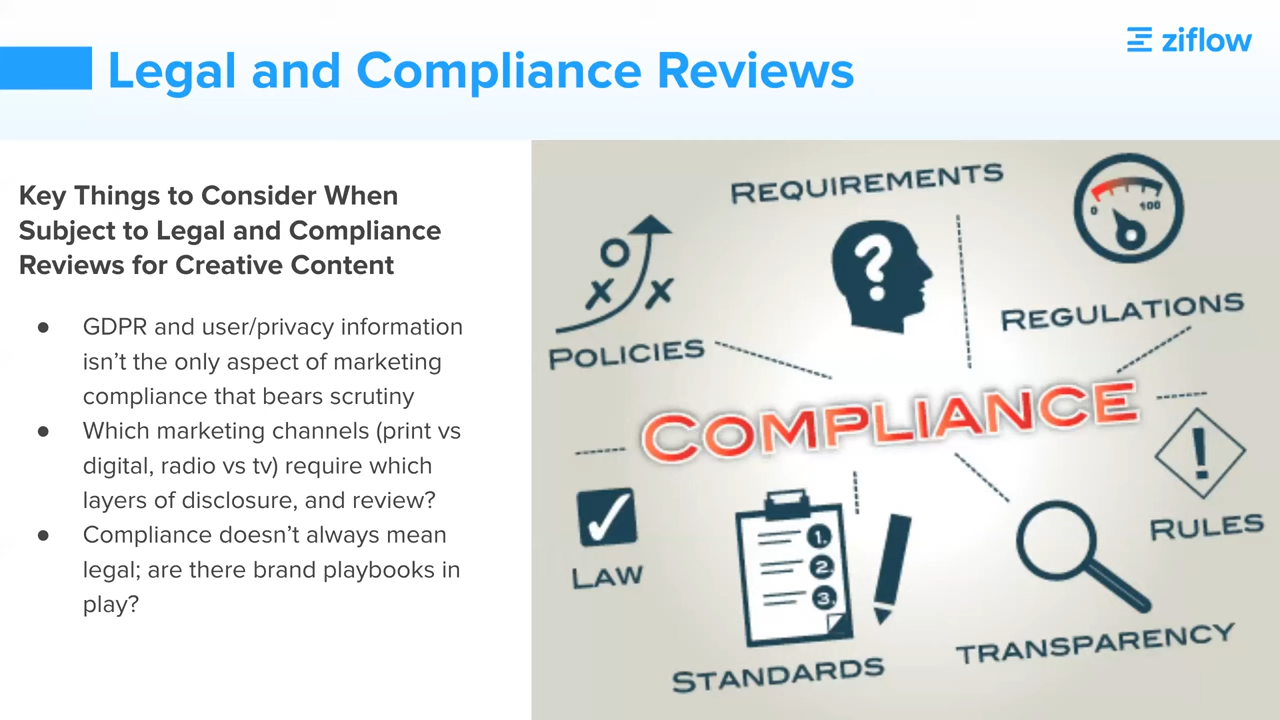 Legal and Compliance Reviews
ziflow
Key Things to Consider When
Subject to Legal and Compliance
Reviews for Creative Content
● GDPR and user/privacy information
isn’t the only aspect of marketing
compliance that bears scrutiny
● Which marketing channels (print vs
digital, radio vs tv) require which
layers of disclosure, and review?
● Compliance doesn’t always mean
legal; are there brand playbooks in
play?
REQUIREMENTS
?
0 100
POLICIES
REGULATIONS
COMPLIANCE
!
RULES
LAW
1.
2.
3.
STANDARDS
TRANSPARENCY